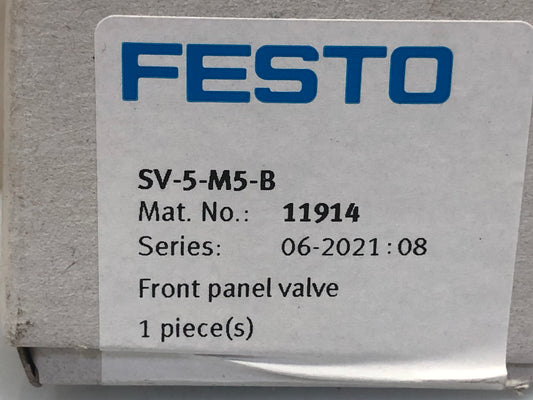 FESTO
SV-5-M5-B
Mat. No.: 11914
Series: 06-2021:08
Front panel valve
1 piece(s)